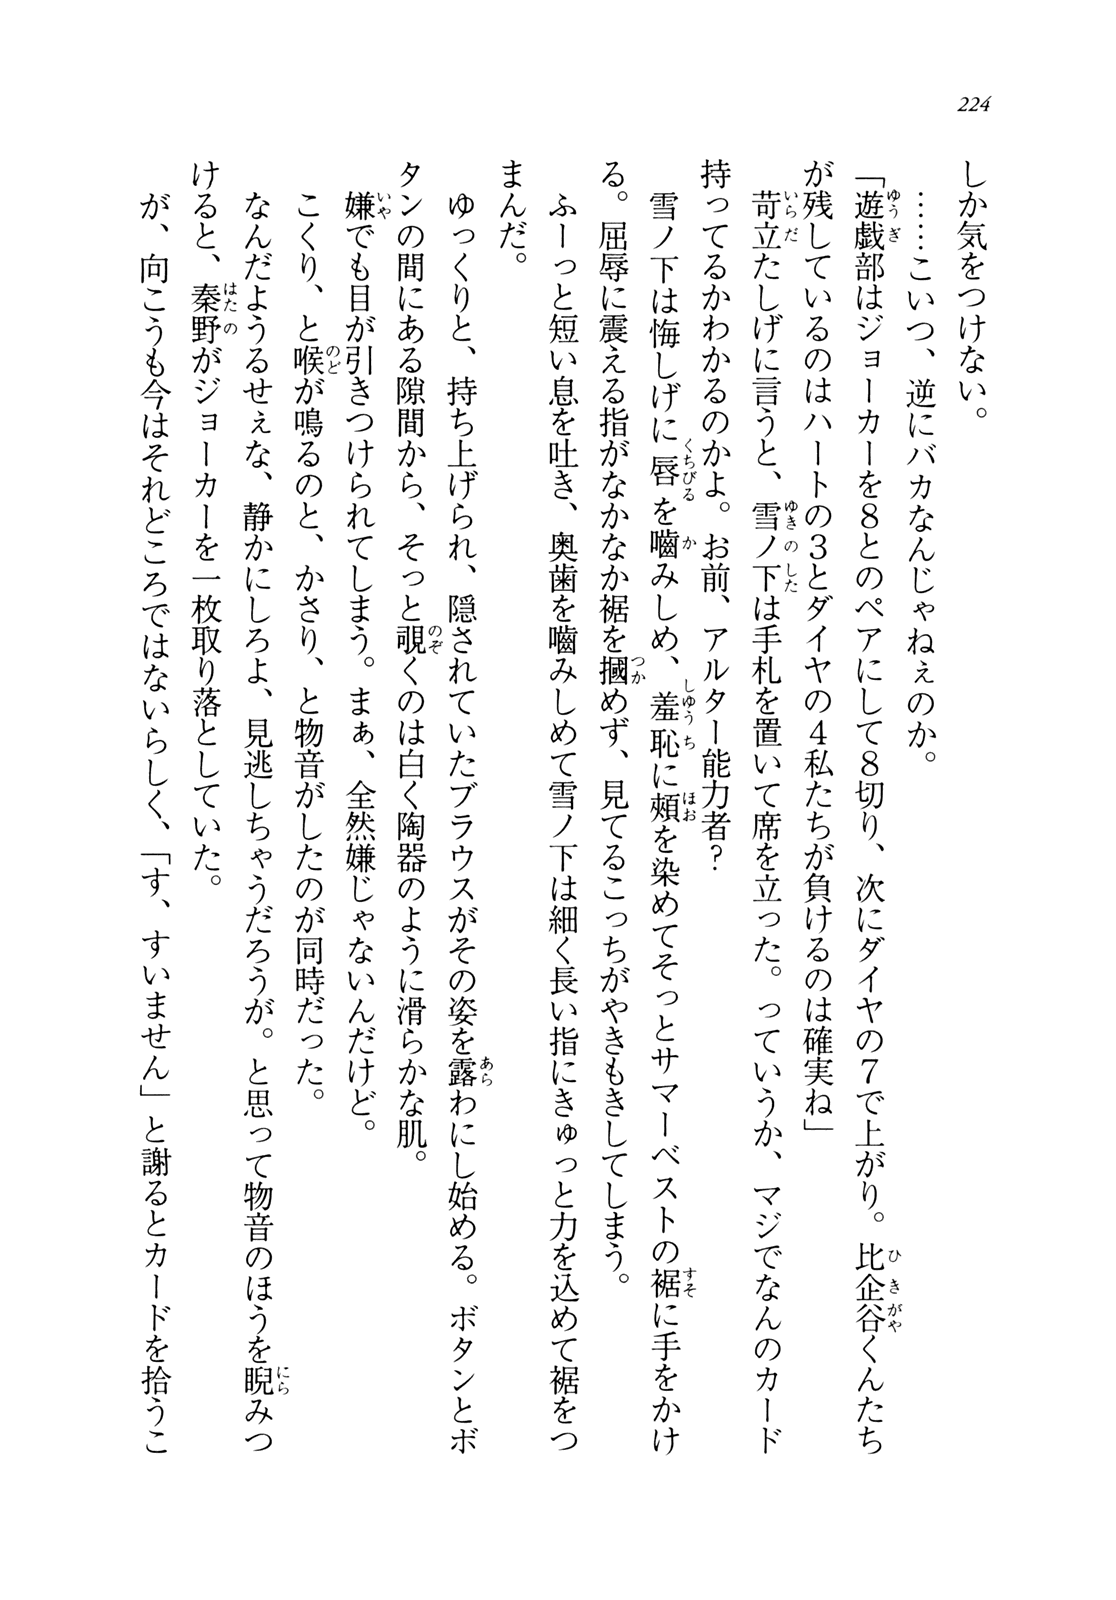 224
しか気をつけない。
……こいつ、逆にバカなんじゃねぇのか。
「遊戯部はジョーカーを8とのペアにして8切り、次にダイヤの7で上がり。比企谷くんたち
が残しているのはハートの3とダイヤの4私たちが負けるのは確実ね」
苛立たしげに言うと、雪ノ下は手札を置いて席を立った。っていうか、マジでなんのカード
持ってるかわかるのかよ。お前、アルター能力者?
雪ノ下は悔しげに唇を嚙みしめ、羞恥に頰を染めてそっとサマーベストの裾に手をかけ
る。屈辱に震える指がなかなか裾を摑めず、見てるこっちがやきもきしてしまう。
ふーっと短い息を吐き、奥歯を嚙みしめて雪ノ下は細く長い指にきゅっと力を込めて裾をつ
まんだ。
ゆっくりと、持ち上げられ、隠されていたブラウスがその姿を露わにし始める。ボタンとボ
タンの間にある隙間から、そっと覗くのは白く陶器のように滑らかな肌。
嫌でも目が引きつけられてしまう。まぁ、全然嫌じゃないんだけど。
こくり、と喉が鳴るのと、かさり、と物音がしたのが同時だった。
なんだようるせぇな、静かにしろよ、見逃しちゃうだろうが。と思って物音のほうを睨みつ
けると、秦野がジョーカーを一枚取り落としていた。
が、向こうも今はそれどころではないらしく、「す、すいません」と謝るとカードを拾うこ